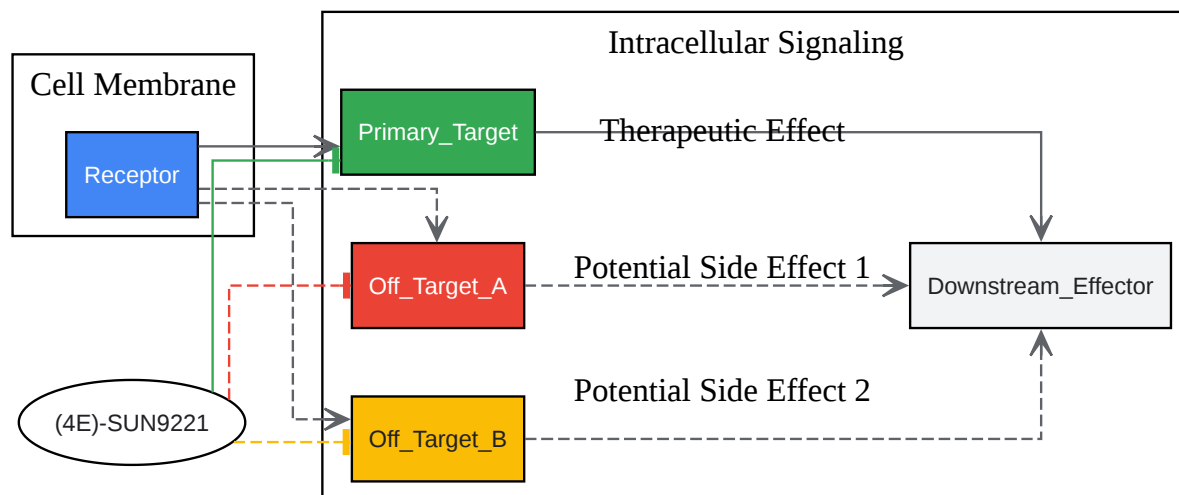 Intracellular Signaling
Cell Membrane
Primary_Target
Therapeutic Effect
Receptor
Off_Target_A
Potential Side Effect 1
Downstream_Effector
(4E)-SUN9221
Potential Side Effect 2
Off_Target_B